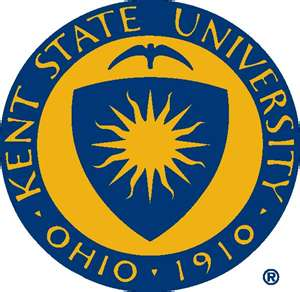 KENT STATE UNIVERSITY
· OHIO · 1910 ·
®